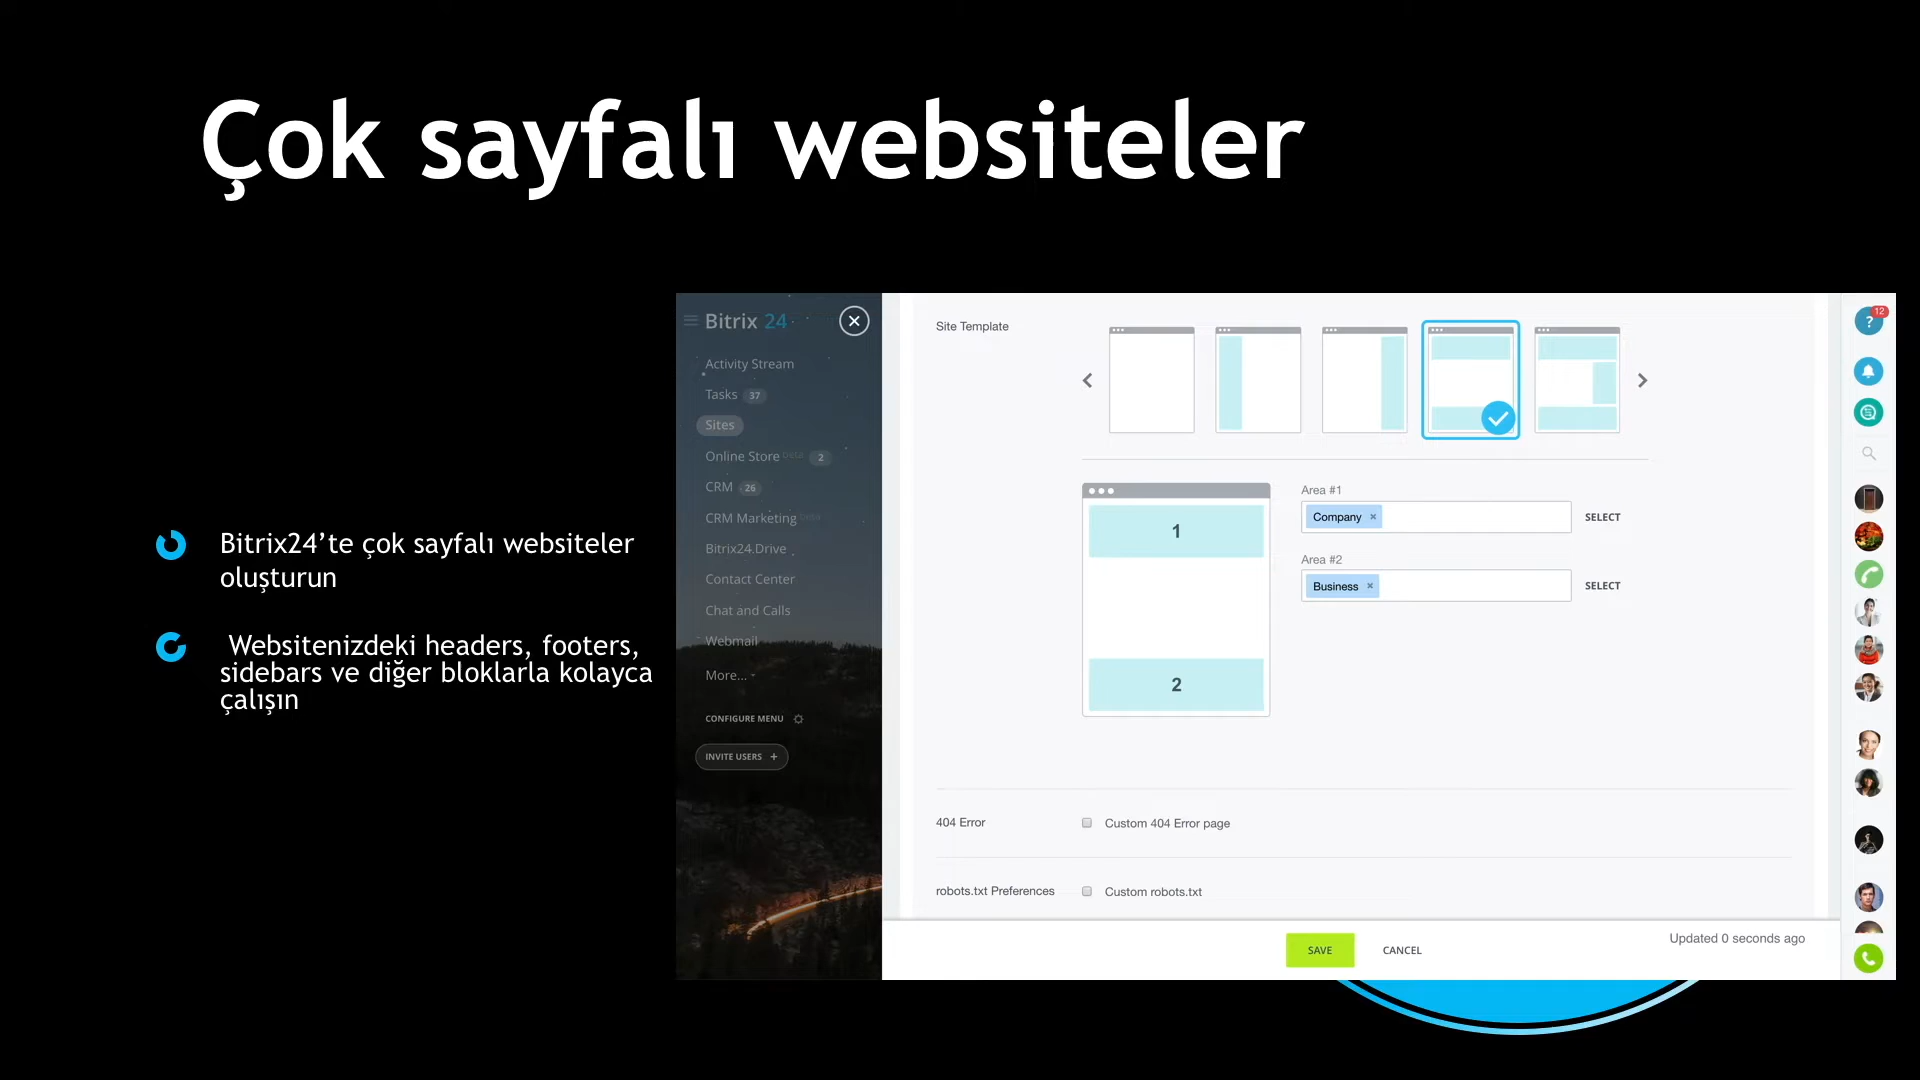 Çok sayfalı websiteler
Bitrix24’te çok sayfalı websiteler
oluşturun
Websitenizdeki headers, footers,
sidebars ve diğer bloklarla kolayca
çalışın
Bitrix 24
Activity Stream
Tasks 37
Sites
Online Store beta 2
CRM 26
CRM Marketing beta
Bitrix24.Drive
Contact Center
Chat and Calls
Webmail
More...
CONFIGURE MENU
INVITE USERS +
Site Template
1
2
Area #1
Company × SELECT
Area #2
Business × SELECT
404 Error Custom 404 Error page
robots.txt Preferences Custom robots.txt
SAVE CANCEL
Updated 0 seconds ago
? 12